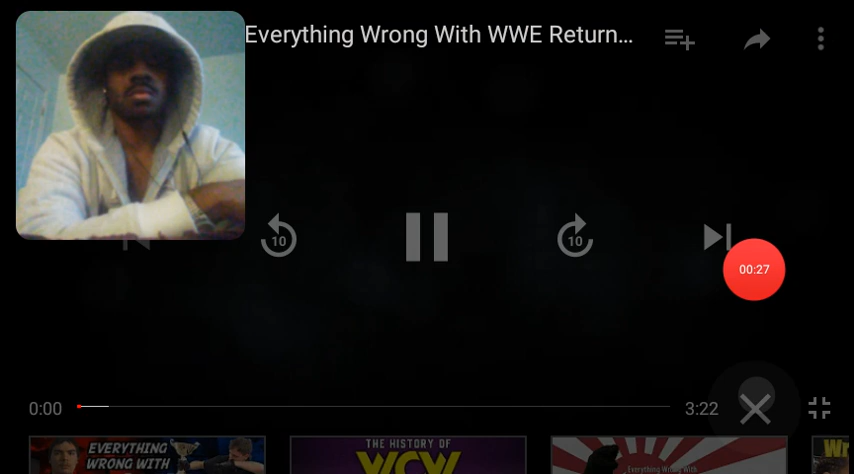 Everything Wrong With WWE Return...
10
10
00:27
0:00
3:22
EVERYTHING
WRONG WITH
THE HISTORY OF
WCW
Everything Wrong With
Wr